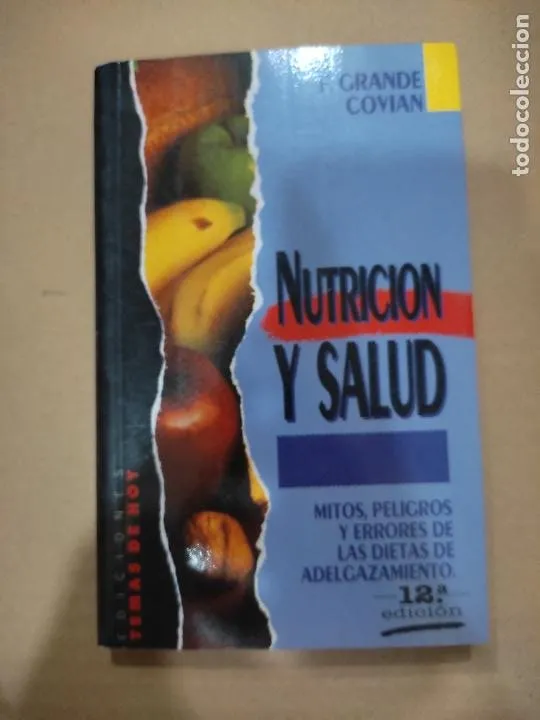 F. GRANDE
COVIAN
NUTRICION
Y SALUD
MITOS, PELIGROS
Y ERRORES DE
LAS DIETAS DE
ADELGAZAMIENTO.
12.ª
edición
EDICIONES
TEMAS DE HOY
todocoleccion